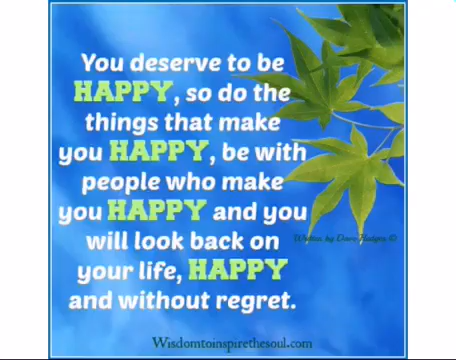 You deserve to be
HAPPY, so do the
things that make
you HAPPY, be with
people who make
you HAPPY and you
will look back on
your life, HAPPY
and without regret.
Written by Dave Hedges ©
Wisdomtoinspirethesoul.com